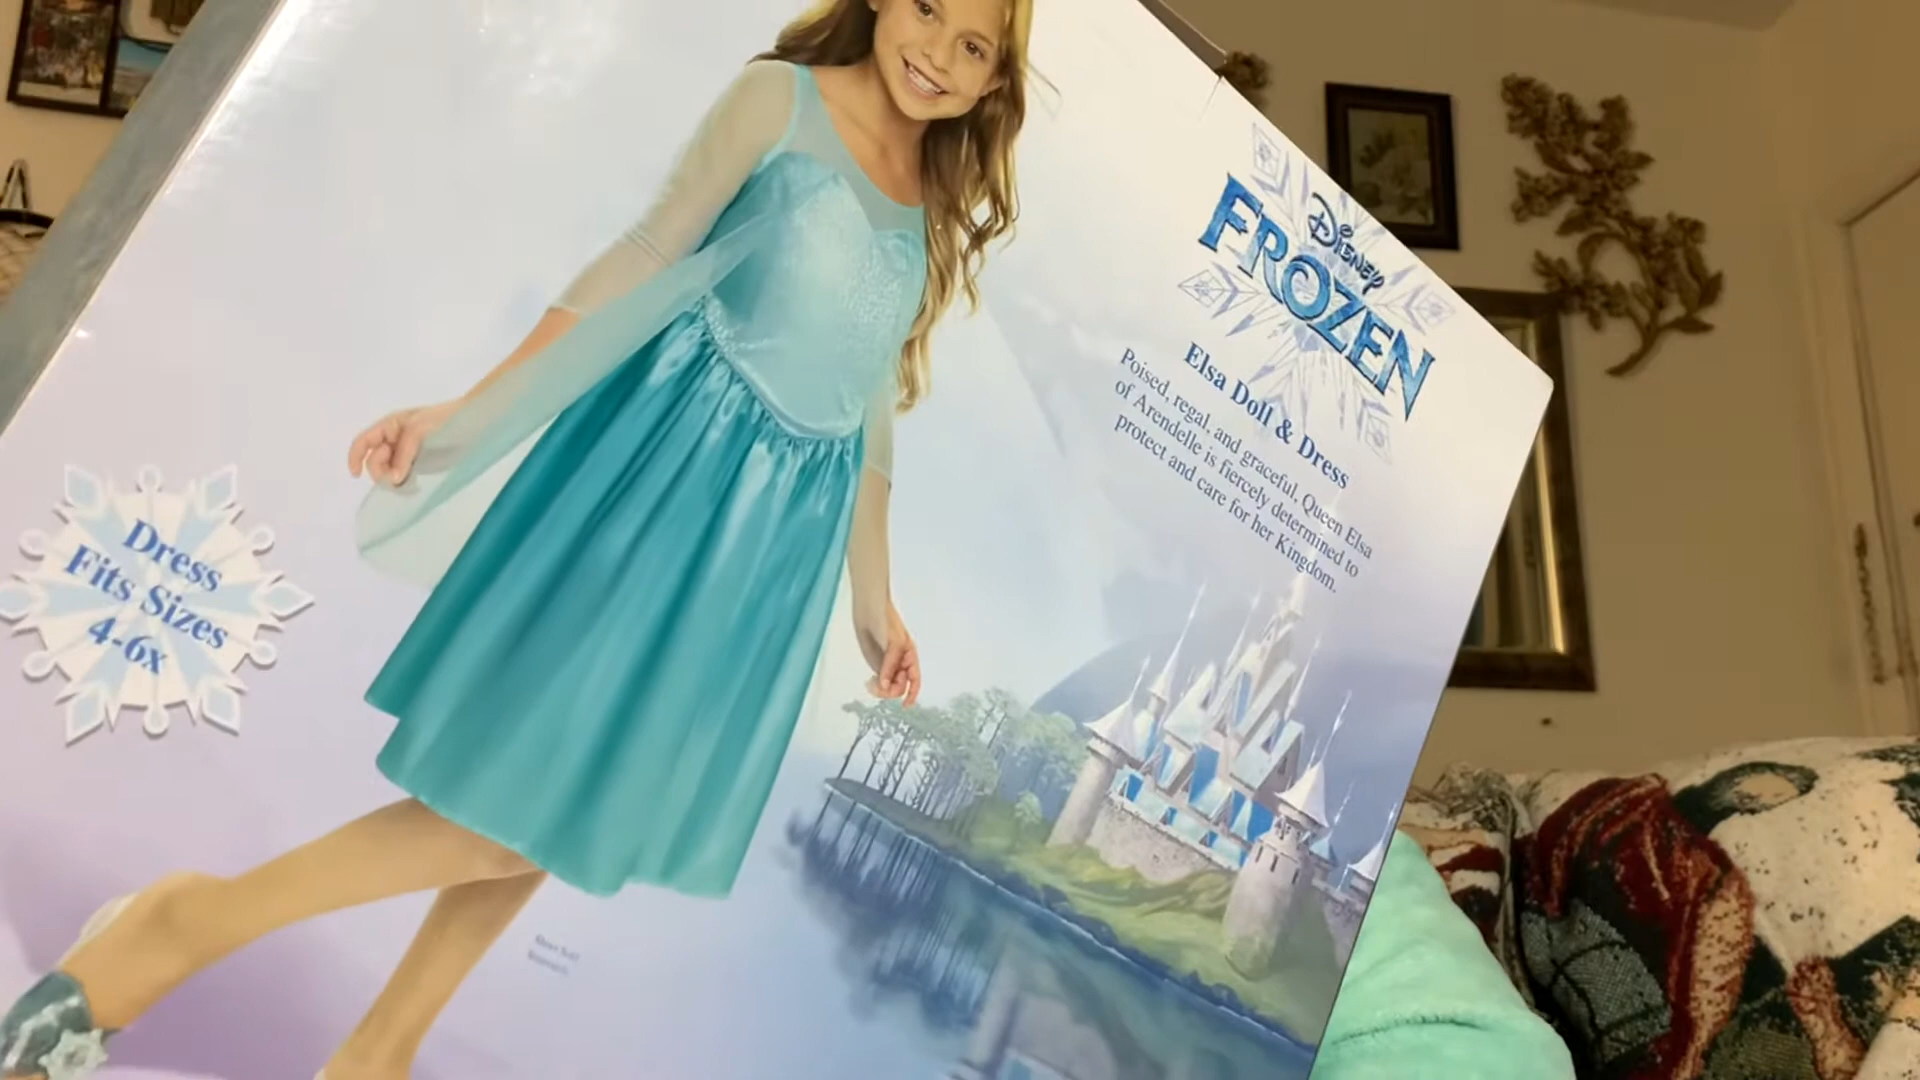 Disney
FROZEN
Elsa Doll & Dress
Poised, regal, and graceful, Queen Elsa
of Arendelle is fiercely determined to
protect and care for her Kingdom.
Dress
Fits Sizes
4-6x